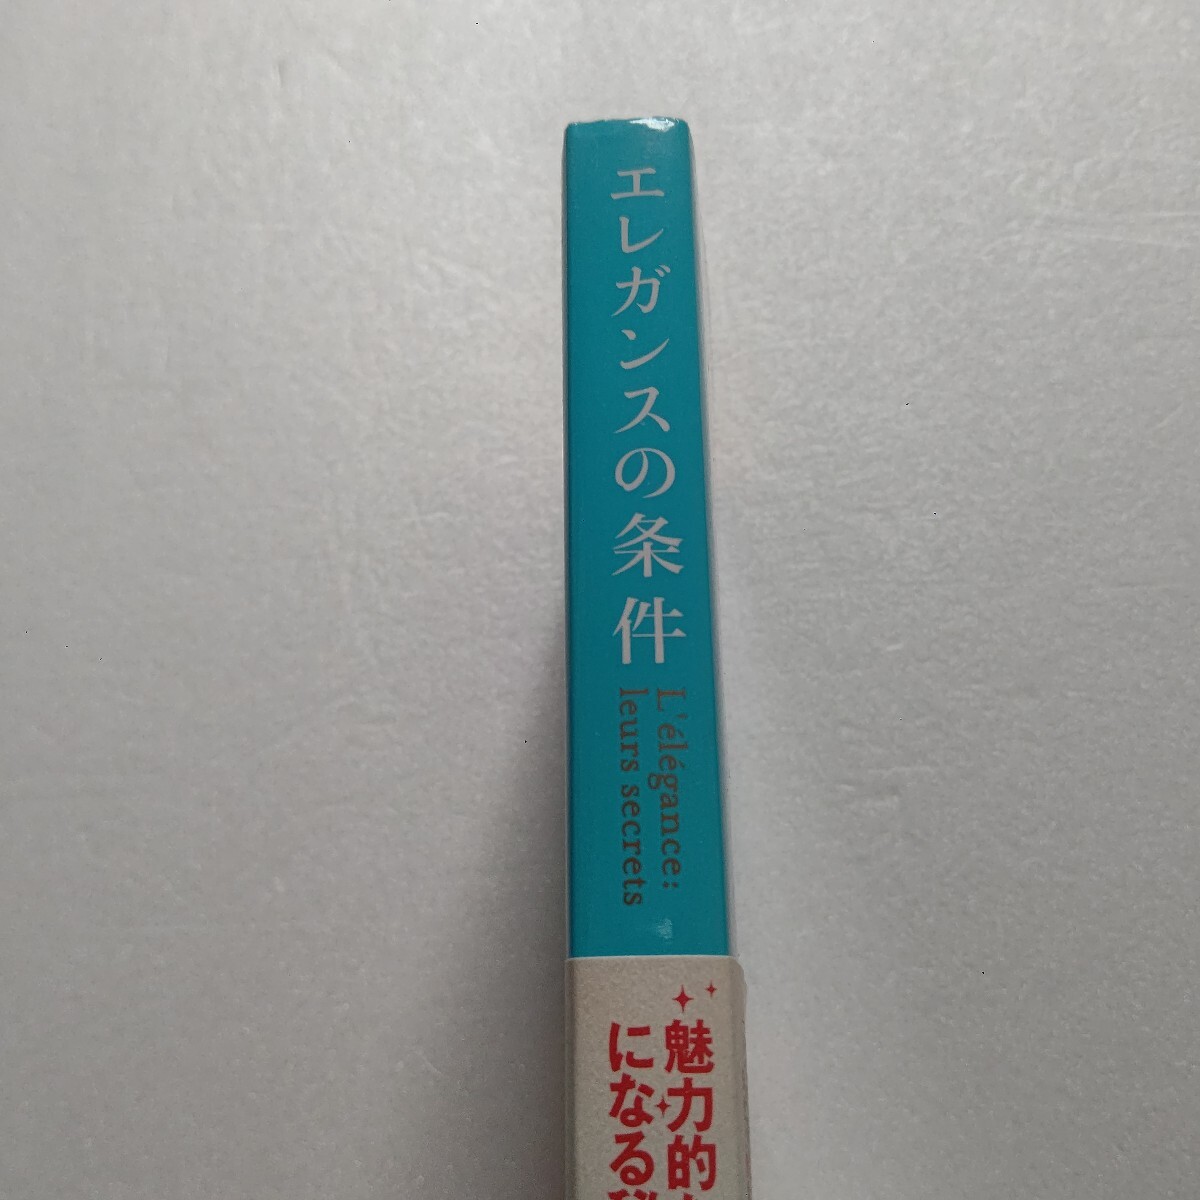 エレガンスの条件
L'élégance:
leurs secrets
魅力的
になる